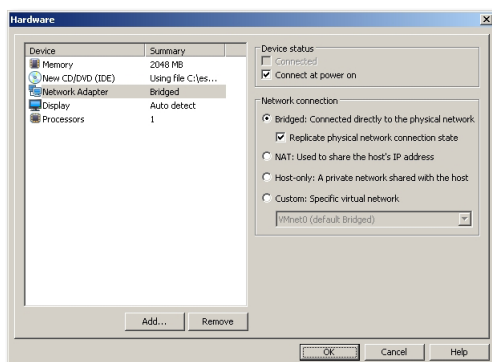 Hardware
Device Summary
Memory 2048 MB
New CD/DVD (IDE) Using file C:\es...
Network Adapter Bridged
Display Auto detect
Processors 1
Add... Remove
Device status
Connected
Connect at power on
Network connection
Bridged: Connected directly to the physical network
Replicate physical network connection state
NAT: Used to share the host's IP address
Host-only: A private network shared with the host
Custom: Specific virtual network
VMnet0 (default Bridged)
OK Cancel Help